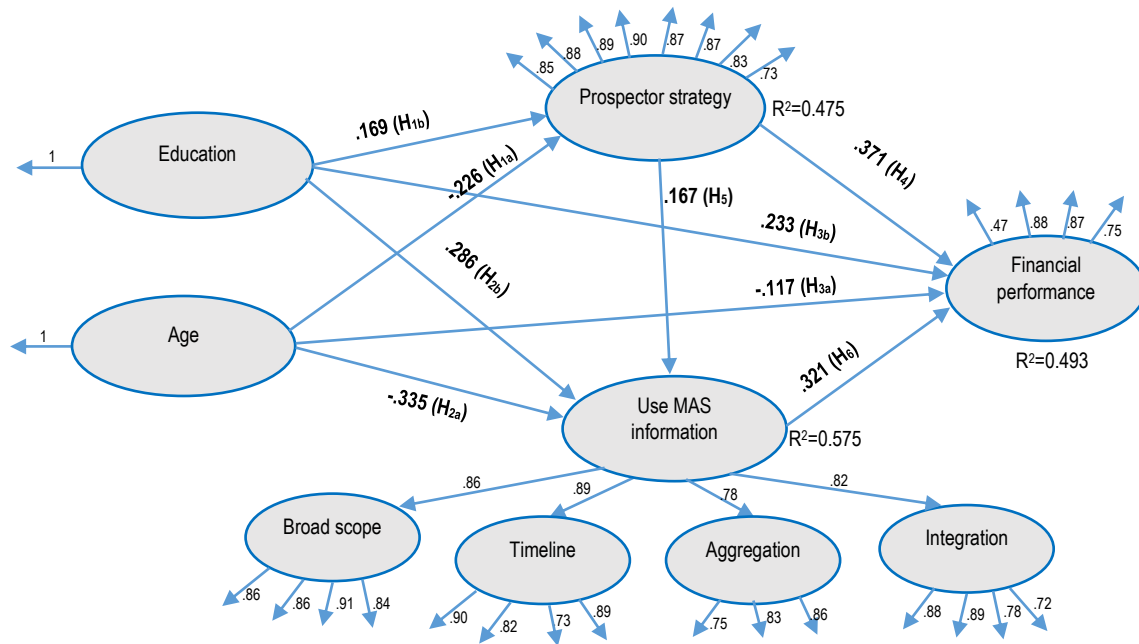 .85 .88 .89 .90 .87 .87 .83 .73
Prospector strategy
R²=0.475
.169 (H1b)
1
Education
-.226 (H1a)
.371 (H4)
.167 (H5)
.233 (H3b)
.47 .88 .87 .75
.286 (H2b)
Financial
performance
-.117 (H3a)
1
Age
R²=0.493
.321 (H6)
-.335 (H2a)
Use MAS
information
R²=0.575
.86
.89
.78
.82
Broad scope
Timeline
Aggregation
Integration
.86 .86 .91 .84
.90 .82 .73 .89
.75 .83 .86
.88 .89 .78 .72